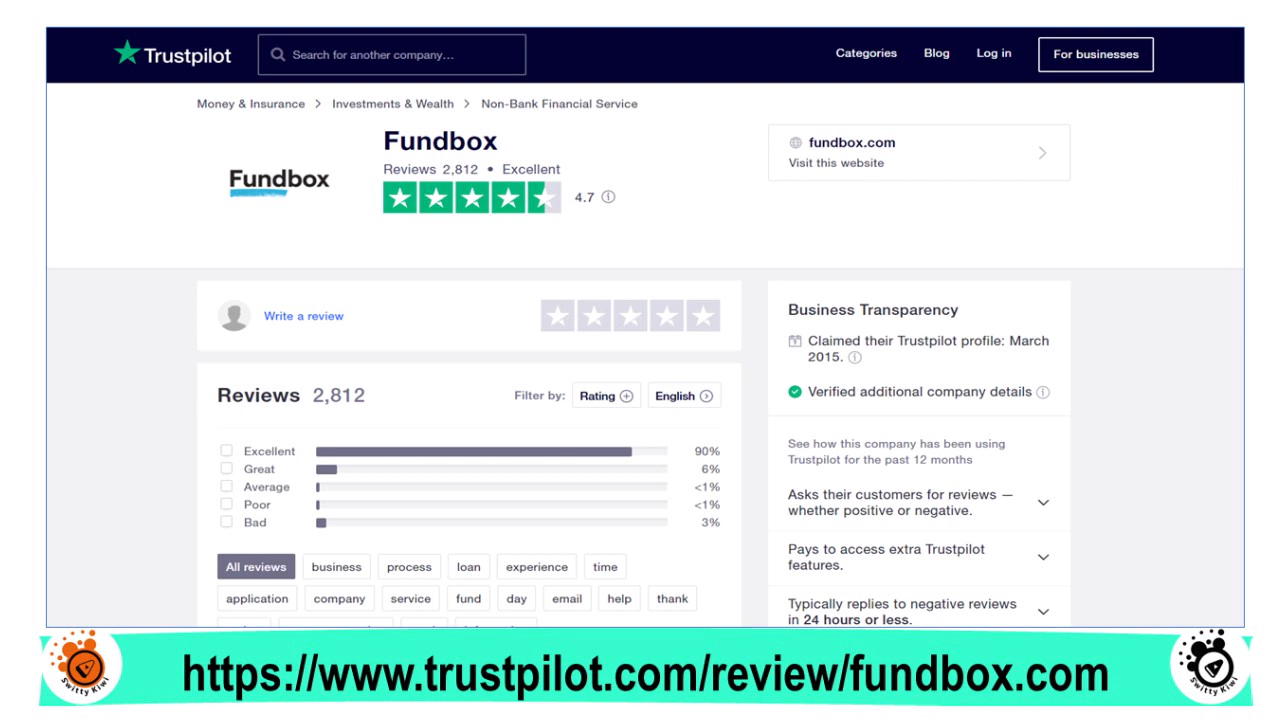 Trustpilot
Search for another company...
Categories
Blog
Log in
For businesses
Money & Insurance > Investments & Wealth > Non-Bank Financial Service
Fundbox
Fundbox
Reviews 2,812 • Excellent
4.7
fundbox.com
Visit this website
Write a review
Reviews 2,812
Filter by: Rating English
Excellent 90%
Great 6%
Average <1%
Poor <1%
Bad 3%
All reviews business process loan experience time
application company service fund day email help thank
Business Transparency
Claimed their Trustpilot profile: March
2015.
Verified additional company details
See how this company has been using
Trustpilot for the past 12 months
Asks their customers for reviews —
whether positive or negative.
Pays to access extra Trustpilot
features.
Typically replies to negative reviews
in 24 hours or less.
Switty Kiwi
https://www.trustpilot.com/review/fundbox.com
Switty Kiwi